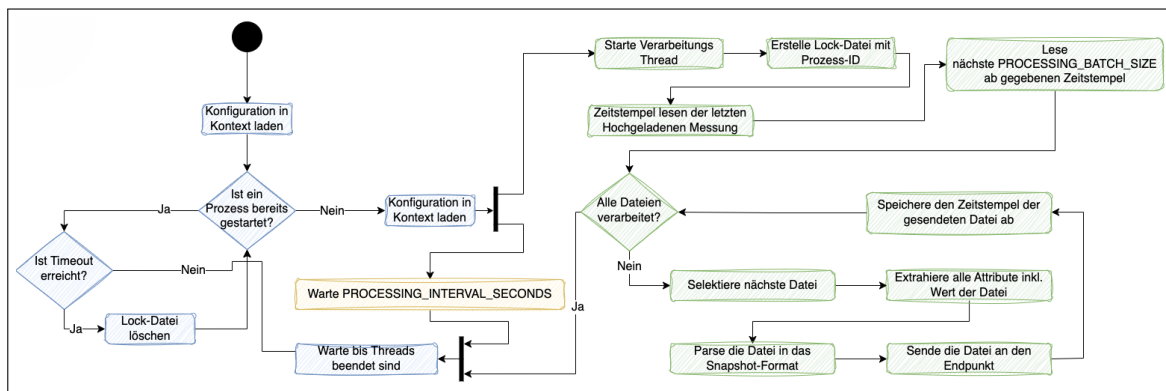 Starte Verarbeitungs
Thread
Erstelle Lock-Datei mit
Prozess-ID
Lese
nächste PROCESSING_BATCH_SIZE
ab gegebenen Zeitstempel
Konfiguration in
Kontext laden
Zeitstempel lesen der letzten
Hochgeladenen Messung
Ist ein
Prozess bereits
gestartet?
Ja
Nein
Konfiguration in
Kontext laden
Alle Dateien
verarbeitet?
Speichere den Zeitstempel der
gesendeten Datei ab
Ist Timeout
erreicht?
Nein
Nein
Warte PROCESSING_INTERVAL_SECONDS
Ja
Selektiere nächste Datei
Extrahiere alle Attribute inkl.
Wert der Datei
Ja
Lock-Datei
löschen
Warte bis Threads
beendet sind
Parse die Datei in das
Snapshot-Format
Sende die Datei an den
Endpunkt